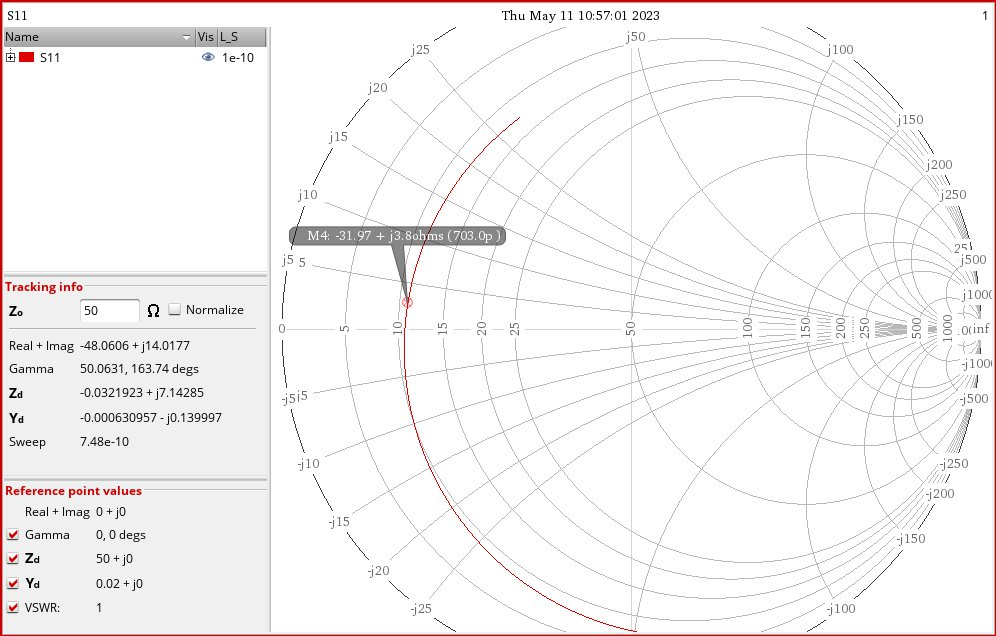 S11 Thu May 11 10:57:01 2023 1
Name Vis L_S
S11 1e-10
Tracking info
Zo 50 Ω Normalize
Real + Imag -48.0606 + j14.0177
Gamma 50.0631, 163.74 degs
Zd -0.0321923 + j7.14285
Yd -0.000630957 - j0.139997
Sweep 7.48e-10
Reference point values
Real + Imag 0 + j0
Gamma 0, 0 degs
Zd 50 + j0
Yd 0.02 + j0
VSWR: 1
j50
j25 j100
j20
j15 j150
j10 j200
j250
M4: -31.97 + j3.8ohms (703.0p )
j5 5 25 j500
j100
0 5 10 15 20 25 50 100 150 200 250 500 1000 inf
-j100
-j5 j5 -j500
-j10 -j250
-j200
-j15 -j150
-j20
-j25 -j100